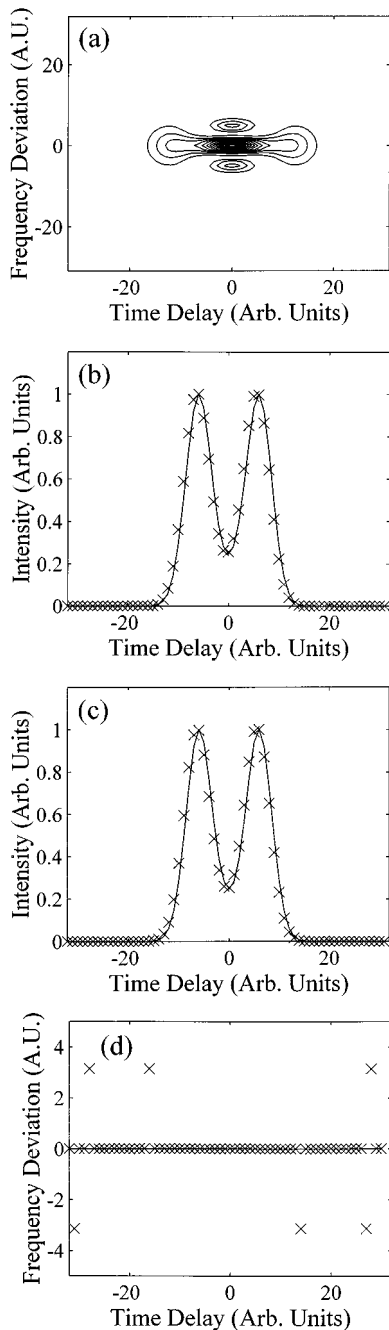 (a)
Frequency Deviation (A.U.)
20
0
-20
-20
0
20
Time Delay (Arb. Units)
(b)
Intensity (Arb. Units)
1
0.8
0.6
0.4
0.2
0
-20
0
20
Time Delay (Arb. Units)
(c)
Intensity (Arb. Units)
1
0.8
0.6
0.4
0.2
0
-20
0
20
Time Delay (Arb. Units)
(d)
Frequency Deviation (A.U.)
4
2
0
-2
-4
-20
0
20
Time Delay (Arb. Units)